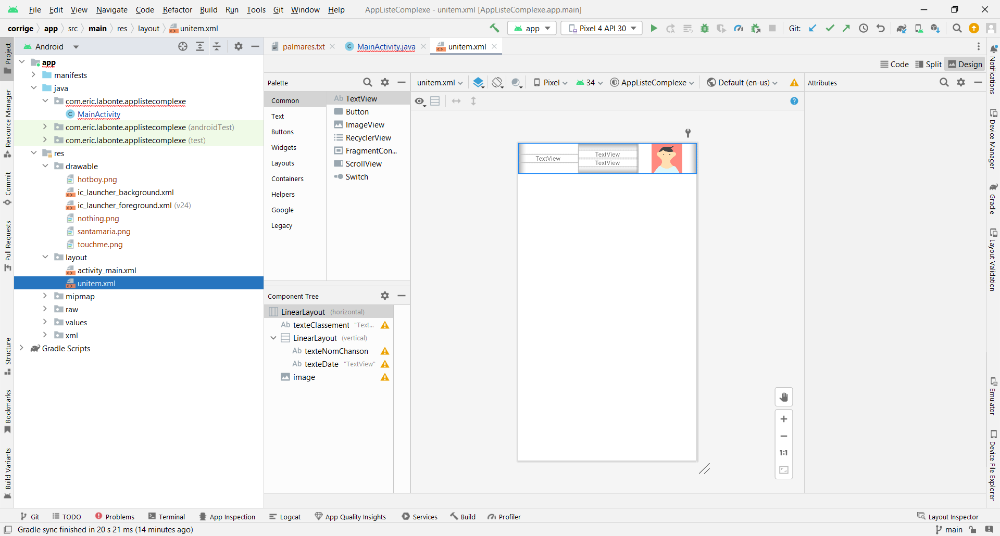 File Edit View Navigate Code Refactor Build Run Tools Git Window Help AppListeComplexe - unitem.xml [AppListeComplexe.app.main]
corrige app src main res layout unitem.xml app Pixel 4 API 30 Git:
Project
Resource Manager
Commit
Pull Requests
Structure
Bookmarks
Build Variants
Android
app
manifests
java
com.eric.labonte.applistecomplexe
MainActivity
com.eric.labonte.applistecomplexe (androidTest)
com.eric.labonte.applistecomplexe (test)
res
drawable
hotboy.png
ic_launcher_background.xml
ic_launcher_foreground.xml (v24)
nothing.png
santamaria.png
touchme.png
layout
activity_main.xml
unitem.xml
mipmap
raw
values
xml
Gradle Scripts
palmares.txt MainActivity.java unitem.xml
Code Split Design
Palette
Common
Text
Buttons
Widgets
Layouts
Containers
Helpers
Google
Legacy
Ab TextView
Button
ImageView
RecyclerView
FragmentCon...
ScrollView
Switch
Component Tree
LinearLayout (horizontal)
Ab texteClassement "Text...
LinearLayout (vertical)
Ab texteNomChanson
Ab texteDate "TextView"
image
unitem.xml Pixel 34 AppListeComplexe Default (en-us)
TextView
TextView
TextView
1:1
Attributes
Notifications
Device Manager
Gradle
Layout Validation
Emulator
Device File Explorer
Git TODO Problems Terminal App Inspection Logcat App Quality Insights Services Build Profiler Layout Inspector
Gradle sync finished in 20 s 21 ms (14 minutes ago) main